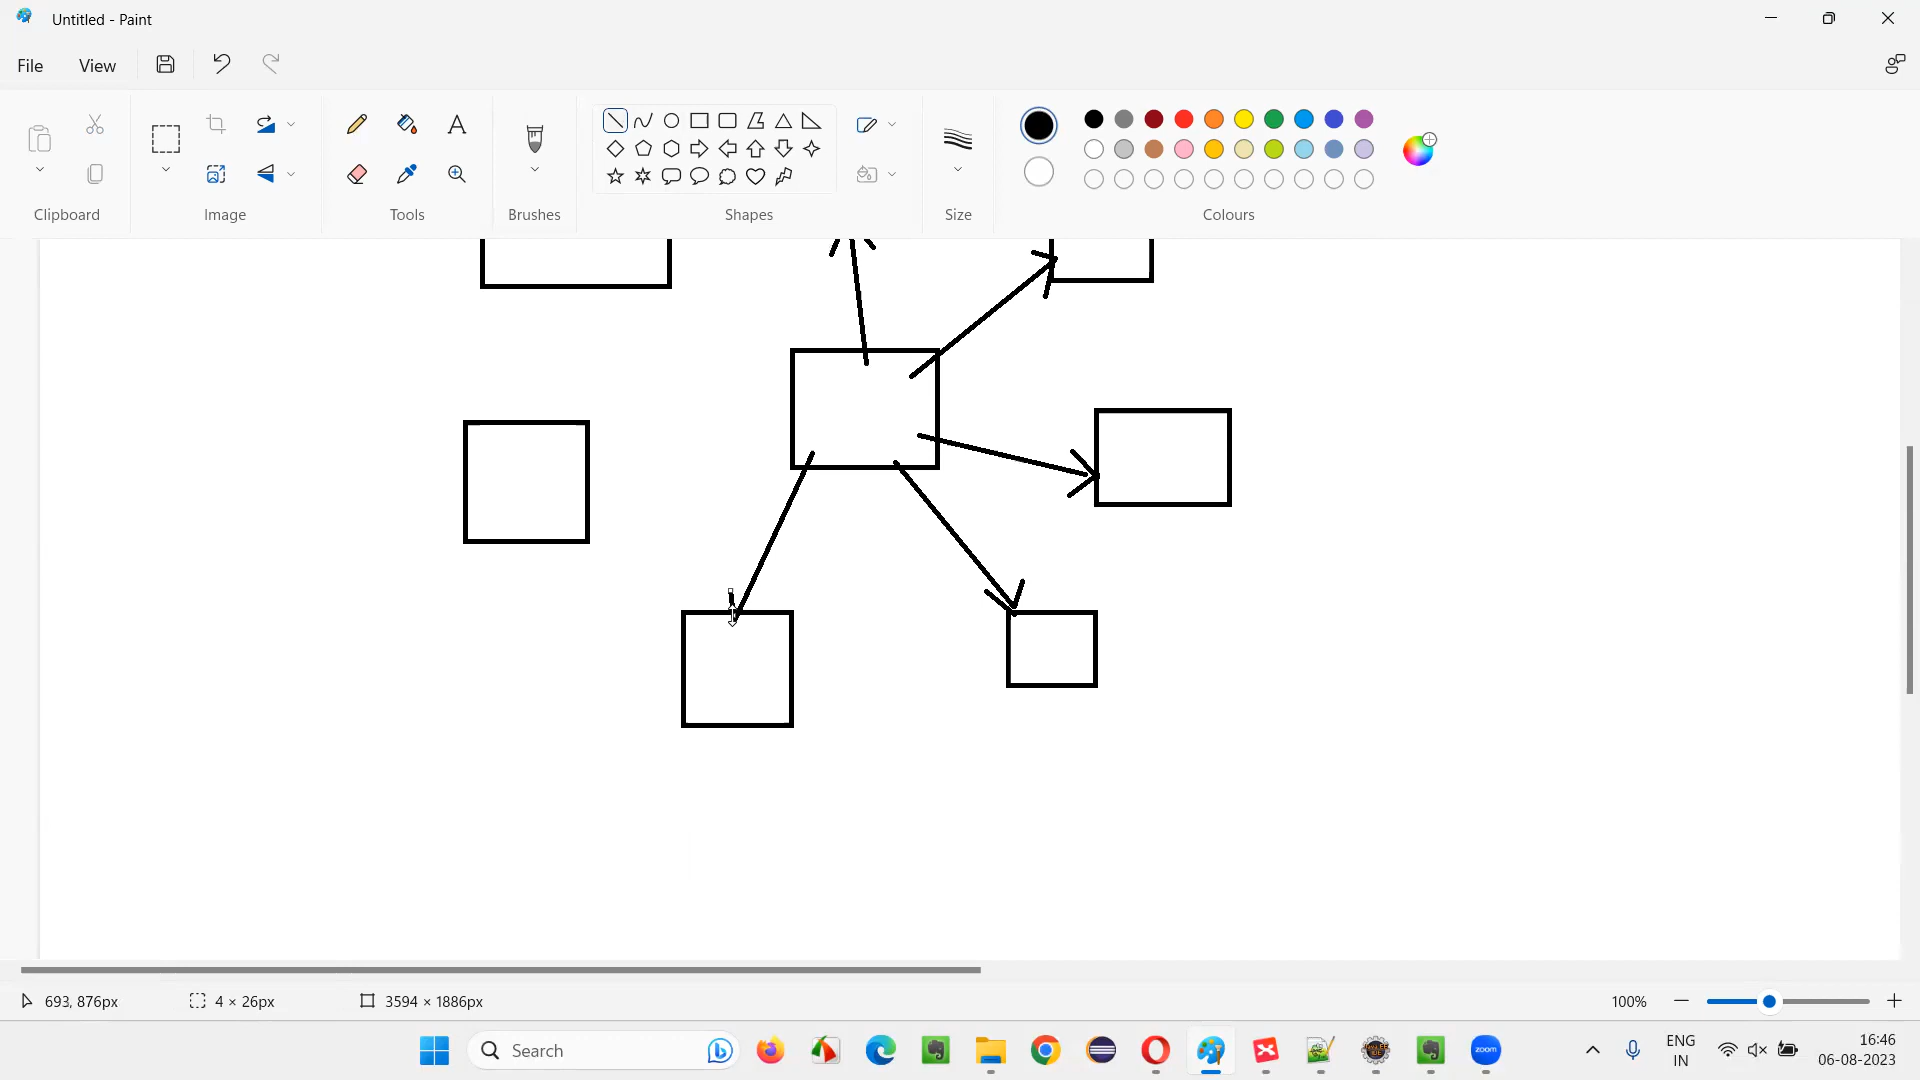 Untitled - Paint
File View
Clipboard
Image
Tools
Brushes
Shapes
Size
Colours
693, 876px
4 × 26px
3594 × 1886px
100%
Search
zoom
ENG
IN
16:46
06-08-2023